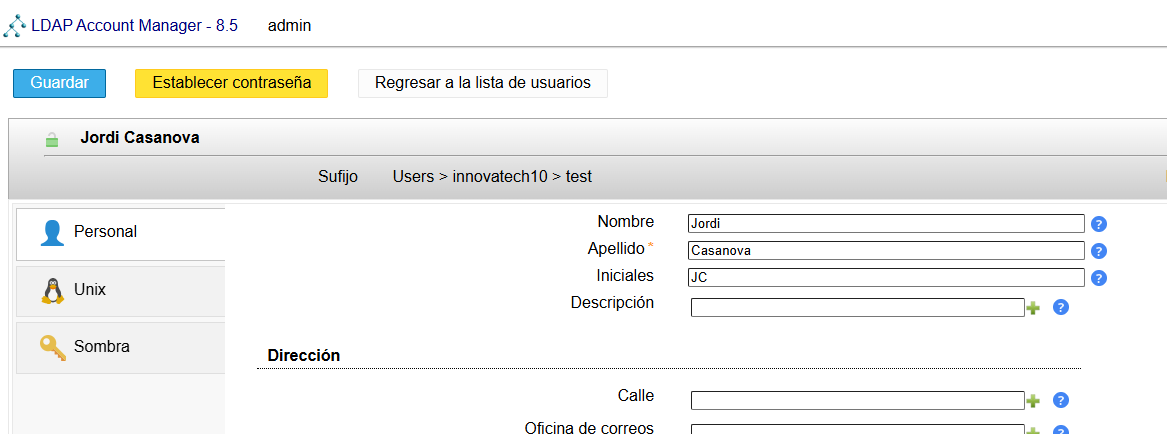 LDAP Account Manager - 8.5 admin
Guardar Establecer contraseña Regresar a la lista de usuarios
Jordi Casanova
Sufijo Users > innovatech10 > test
Personal
Unix
Sombra
Nombre Jordi ?
Apellido* Casanova ?
Iniciales JC ?
Descripción ?
Dirección
Calle ?
Oficina de correos ?